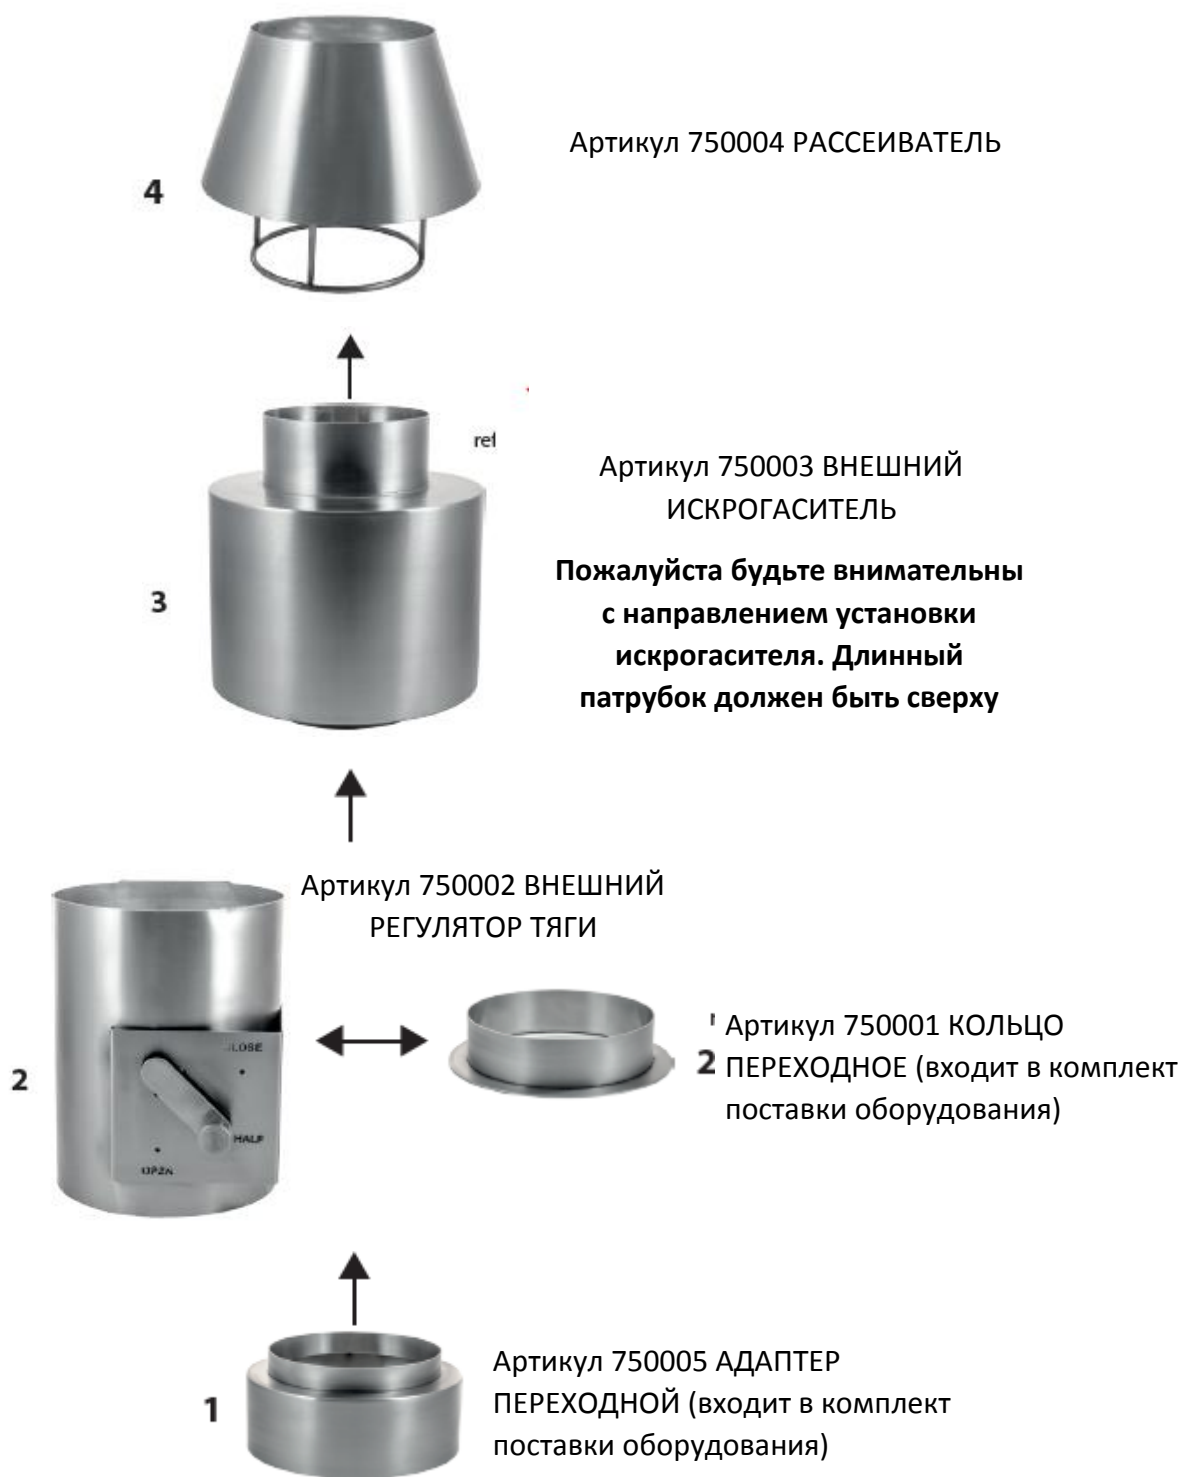 Артикул 750004 РАССЕИВАТЕЛЬ
4
ref
Артикул 750003 ВНЕШНИЙ
ИСКРОГАСИТЕЛЬ
3
Пожалуйста будьте внимательны
с направлением установки
искрогасителя. Длинный
патрубок должен быть сверху
Артикул 750002 ВНЕШНИЙ
РЕГУЛЯТОР ТЯГИ
LOSE
2
HALF
OPEN
Артикул 750001 КОЛЬЦО
2 ПЕРЕХОДНОЕ (входит в комплект
поставки оборудования)
Артикул 750005 АДАПТЕР
1
ПЕРЕХОДНОЙ (входит в комплект
поставки оборудования)